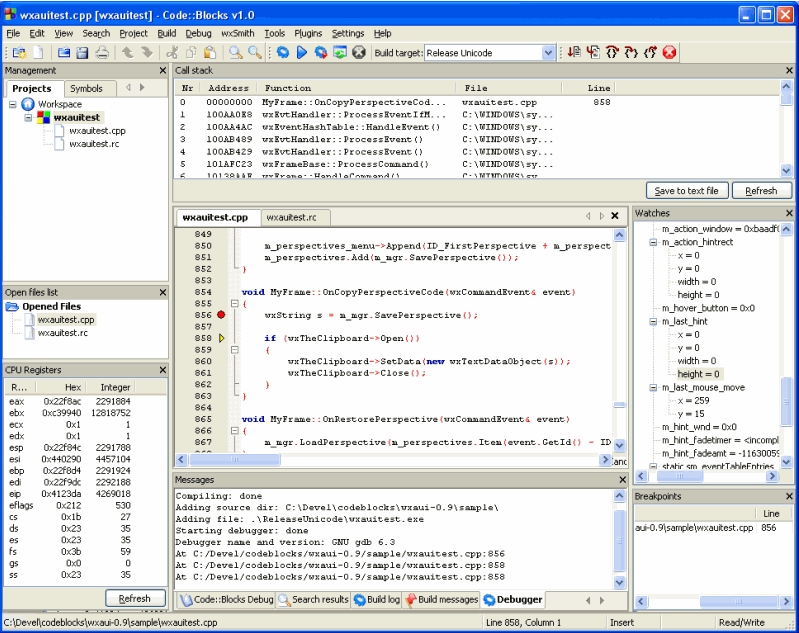 wxauitest.cpp [wxauitest] - Code::Blocks v1.0
File Edit View Search Project Build Debug wxSmith Tools Plugins Settings Help
Build target: Release Unicode
Management
Projects Symbols
Workspace
wxauitest
wxauitest.cpp
wxauitest.rc
Call stack
Nr Address Function File Line
0 00000000 MyFrame::OnCopyPerspectiveCod... wxauitest.cpp 858
1 100AA0E8 wxEvtHandler::ProcessEventIfM... C:\WINDOWS\sy...
2 100AA4AC wxEventHashTable::HandleEvent() C:\WINDOWS\sy...
3 100AB489 wxEvtHandler::ProcessEvent() C:\WINDOWS\sy...
4 100AB429 wxEvtHandler::ProcessEvent() C:\WINDOWS\sy...
5 101AFC23 wxFrameBase::ProcessCommand() C:\WINDOWS\sy...
6 10138AAF wxFrame::HandleCommand() C:\WINDOWS\sy...
Save to text file Refresh
Open files list
Opened Files
wxauitest.cpp
wxauitest.rc
wxauitest.cpp wxauitest.rc
849
850 m_perspectives_menu->Append(ID_FirstPerspective + m_perspect
851 m_perspectives.Add(m_mgr.SavePerspective());
852 }
853
854 void MyFrame::OnCopyPerspectiveCode(wxCommandEvent& event)
855 {
856 wxString s = m_mgr.SavePerspective();
857
858 if (wxTheClipboard->Open())
859 {
860 wxTheClipboard->SetData(new wxTextDataObject(s));
861 wxTheClipboard->Close();
862 }
863 }
864
865 void MyFrame::OnRestorePerspective(wxCommandEvent& event)
866 {
867 m_mgr.LoadPerspective(m_perspectives.Item(event.GetId() - ID
Watches
m_action_window = 0xbaadf0
m_action_hintrect
x = 0
y = 0
width = 0
height = 0
m_hover_button = 0x0
m_last_hint
x = 0
y = 0
width = 0
height = 0
m_last_mouse_move
x = 259
y = 15
m_hint_wnd = 0x0
m_hint_fadetimer = <incompl
m_hint_fadeamt = -11630059
static sm_eventTableEntries
CPU Registers
R... Hex Integer
eax 0x22f8ac 2291884
ebx 0xc39940 12818752
ecx 0x1 1
edx 0x1 1
esp 0x22f84c 2291788
esi 0x440290 4457104
ebp 0x22f8d4 2291924
edi 0x22f9dc 2292188
eip 0x4123da 4269018
eflags 0x212 530
cs 0x1b 27
ds 0x23 35
es 0x23 35
fs 0x3b 59
gs 0x0 0
ss 0x23 35
Refresh
Messages
Compiling: done
Adding source dir: C:\Devel\codeblocks\wxaui-0.9\sample\
Adding file: .\ReleaseUnicode\wxauitest.exe
Starting debugger: done
Debugger name and version: GNU gdb 6.3
At C:/Devel/codeblocks/wxaui-0.9/sample/wxauitest.cpp:856
At C:/Devel/codeblocks/wxaui-0.9/sample/wxauitest.cpp:858
At C:/Devel/codeblocks/wxaui-0.9/sample/wxauitest.cpp:858
Code::Blocks Debug Search results Build log Build messages Debugger
Breakpoints
Line
aui-0.9\sample\wxauitest.cpp 856
C:\Devel\codeblocks\wxaui-0.9\sample\wxauitest.cpp Line 858, Column 1 Insert Read/Write